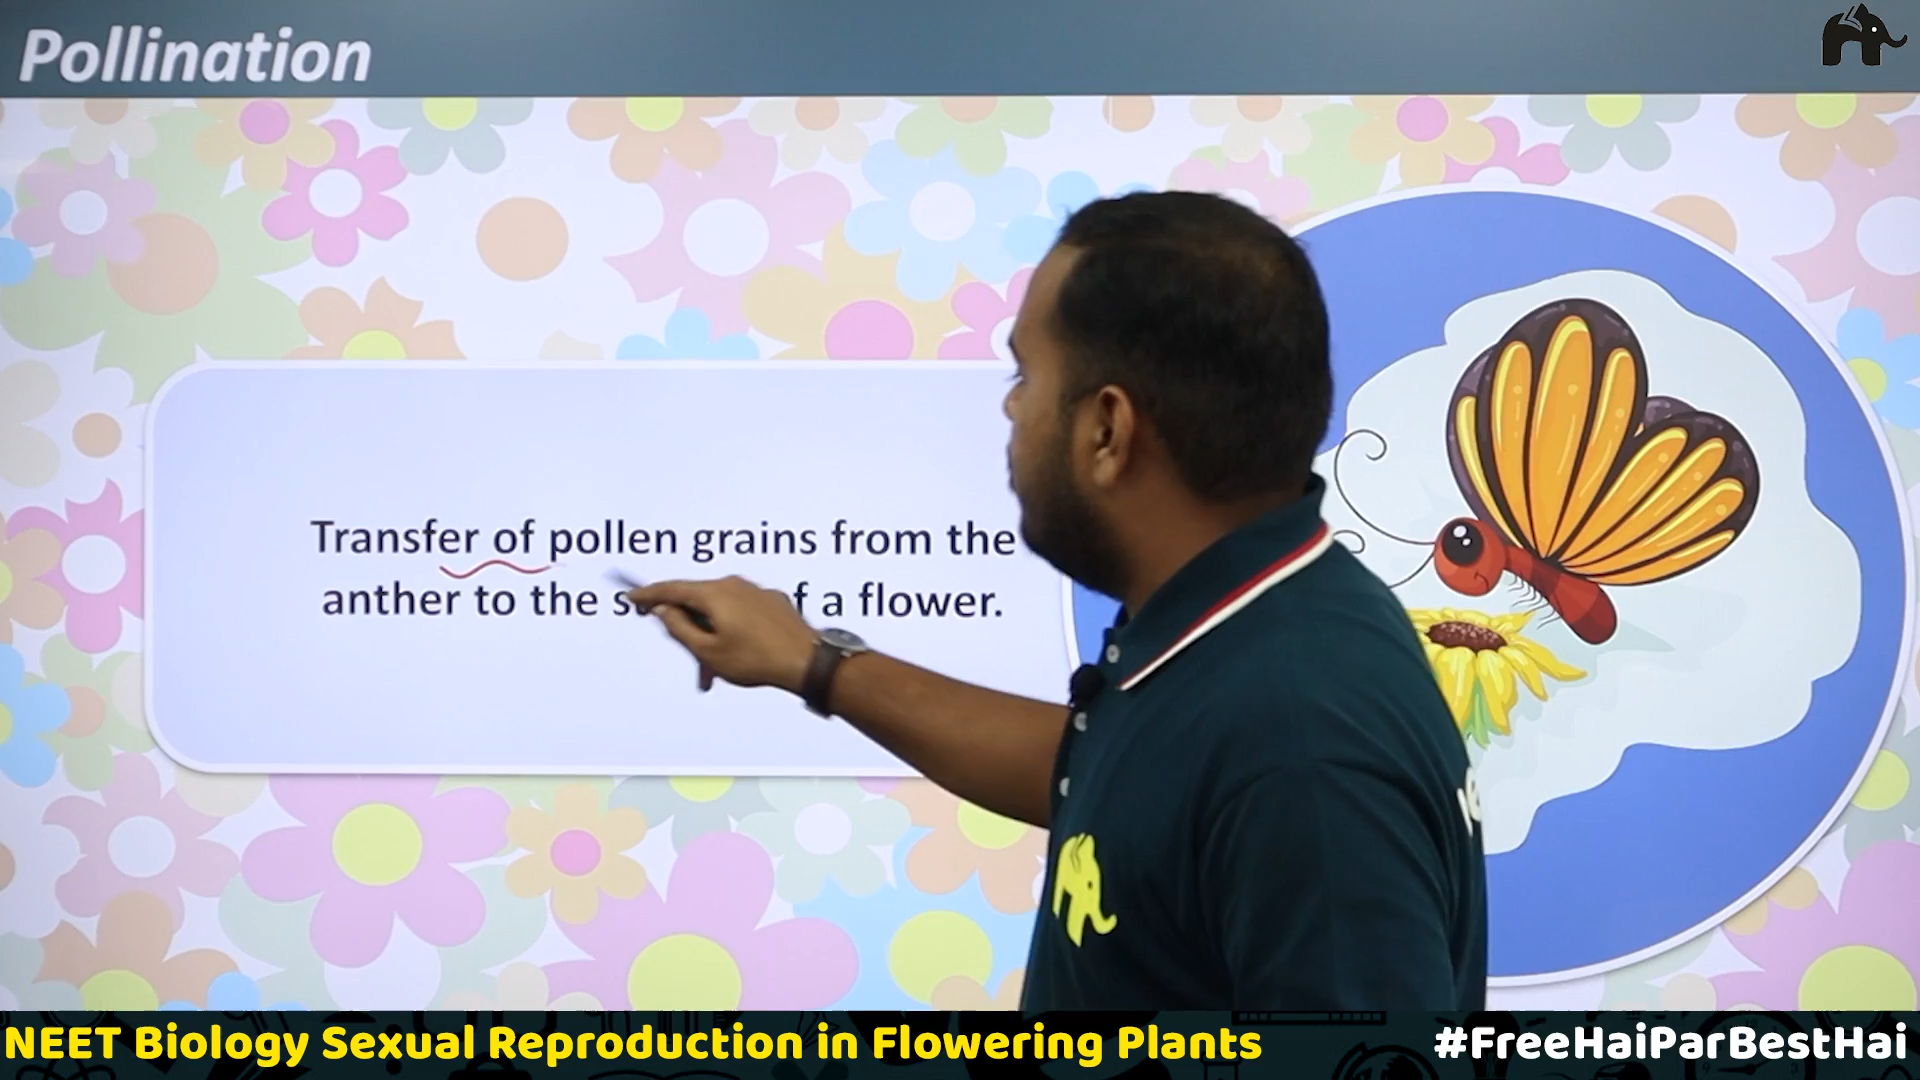 Pollination
Transfer of pollen grains from the
anther to the of a flower.
NEET Biology Sexual Reproduction in Flowering Plants
#FreeHaiParBestHai